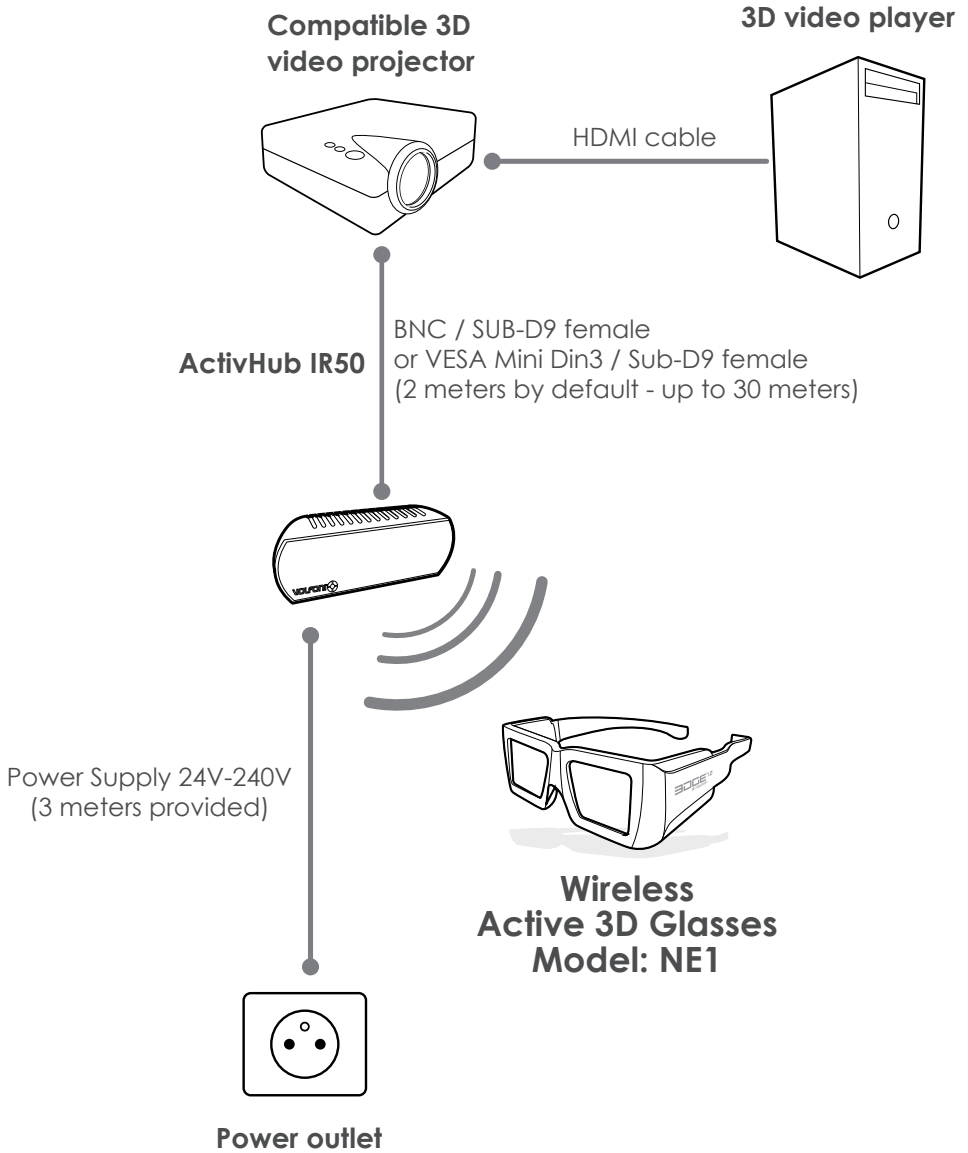 Compatible 3D
video projector
3D video player
HDMI cable
ActivHub IR50
BNC / SUB-D9 female
or VESA Mini Din3 / Sub-D9 female
(2 meters by default - up to 30 meters)
VOLFONI
Power Supply 24V-240V
(3 meters provided)
Wireless
Active 3D Glasses
Model: NE1
Power outlet